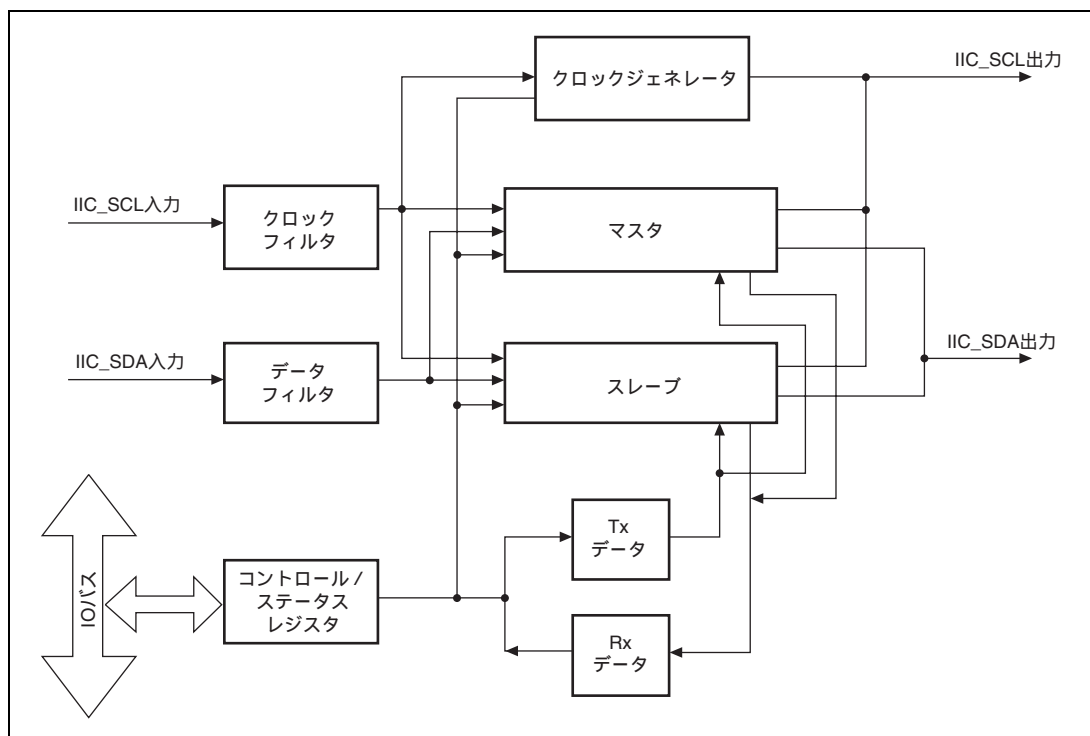 IIC_SCL出力
クロックジェネレータ
IIC_SCL入力
クロック
フィルタ
マスタ
IIC_SDA入力
データ
フィルタ
スレーブ
IIC_SDA出力
Tx
データ
IOバス
コントロール /
ステータス
レジスタ
Rx
データ